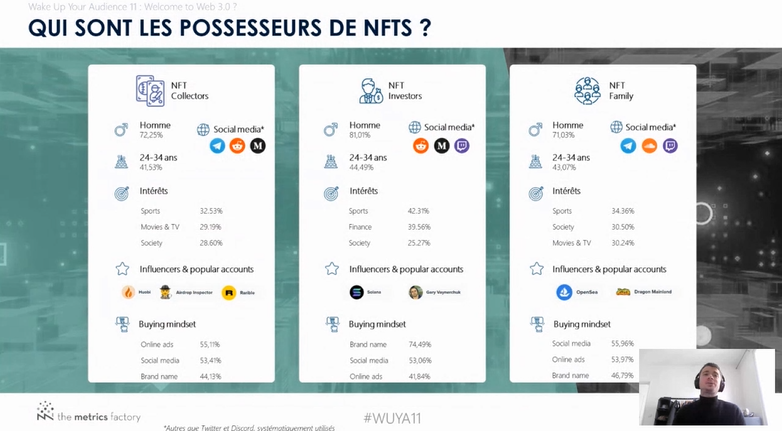 Wake Up Your Audience 11 : Welcome to Web 3.0 ?
QUI SONT LES POSSESSEURS DE NFTS ?
NFT
Collectors
Homme
72,25%
Social media*
24-34 ans
41,53%
Intérêts
Sports 32.53%
Movies & TV 29.19%
Society 28.60%
Influencers & popular accounts
Huobi Airdrop Inspector Rarible
Buying mindset
Online ads 55,11%
Social media 53,41%
Brand name 44,13%
NFT
Investors
Homme
81,01%
Social media*
24-34 ans
44,49%
Intérêts
Sports 42.31%
Finance 39.56%
Society 25.27%
Influencers & popular accounts
Solana Gary Vaynerchuk
Buying mindset
Brand name 74,49%
Social media 53,06%
Online ads 41,84%
NFT
Family
Homme
71,03%
Social media*
24-34 ans
43,07%
Intérêts
Sports 34.36%
Society 30.50%
Movies & TV 30.24%
Influencers & popular accounts
OpenSea Dragon Mainland
Buying mindset
Social media 55,96%
Online ads 53,97%
Brand name 46,79%
the metrics factory
#WUYA11
*Autres que Twitter et Discord, systématiquement utilisés